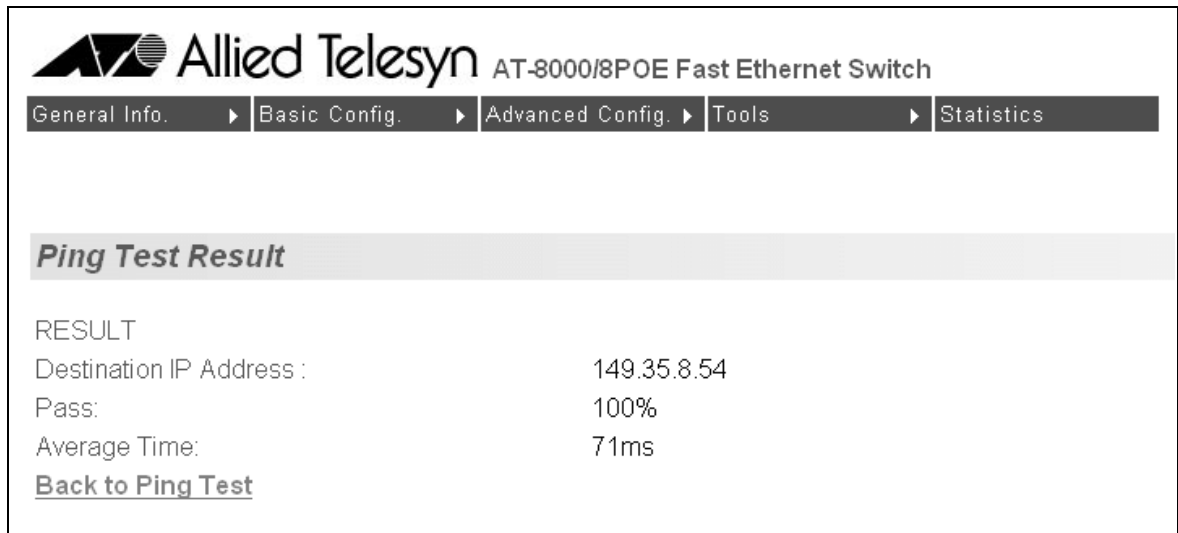 Allied Telesyn AT-8000/8POE Fast Ethernet Switch
General Info. Basic Config. Advanced Config. Tools Statistics
Ping Test Result
RESULT
Destination IP Address : 149.35.8.54
Pass: 100%
Average Time: 71ms
Back to Ping Test